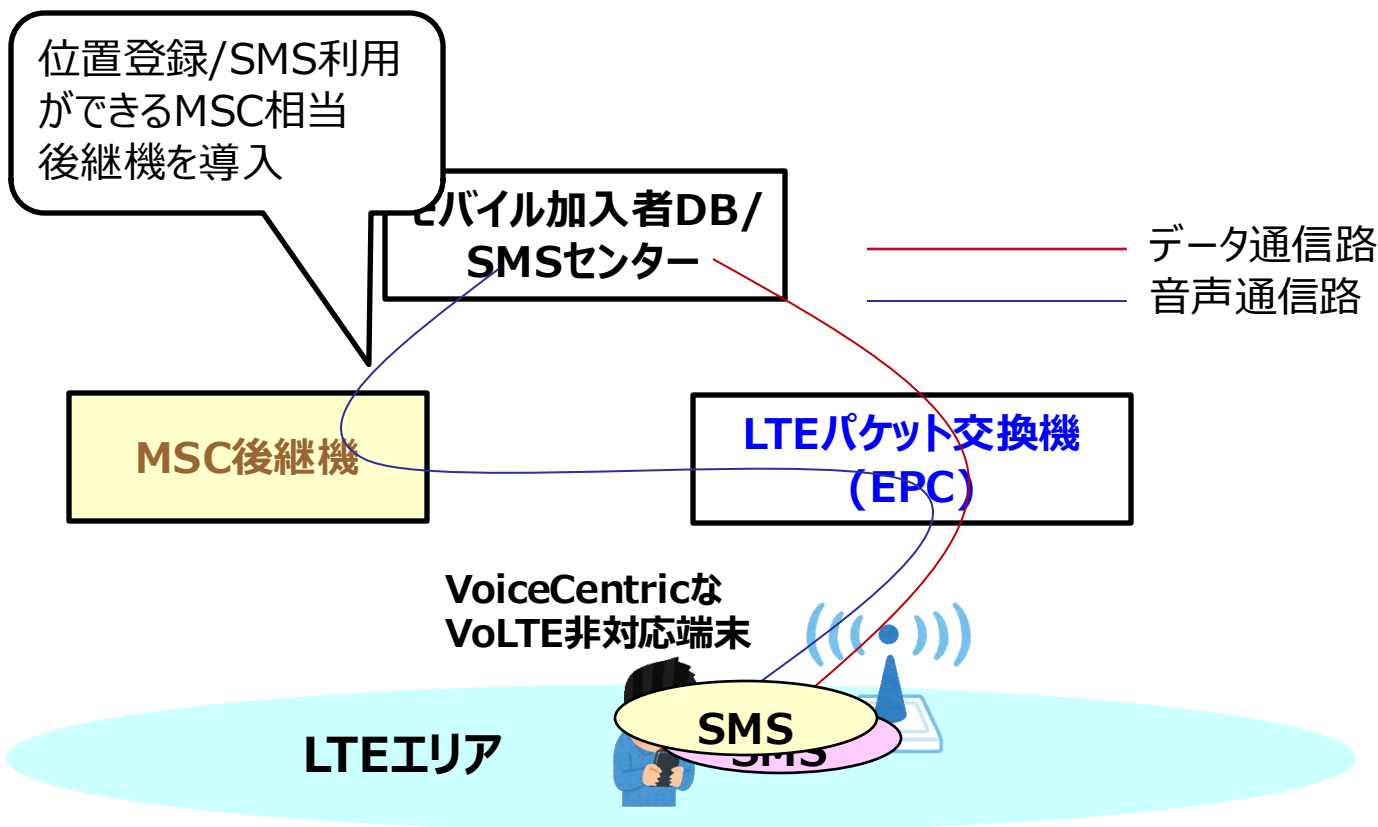 位置登録/SMS利用
ができるMSC相当
後継機を導入
モバイル加入者DB/
SMSセンター
データ通信路
音声通信路
MSC後継機
LTEパケット交換機
(EPC)
VoiceCentricな
VoLTE非対応端末
SMS
SMS
LTEエリア